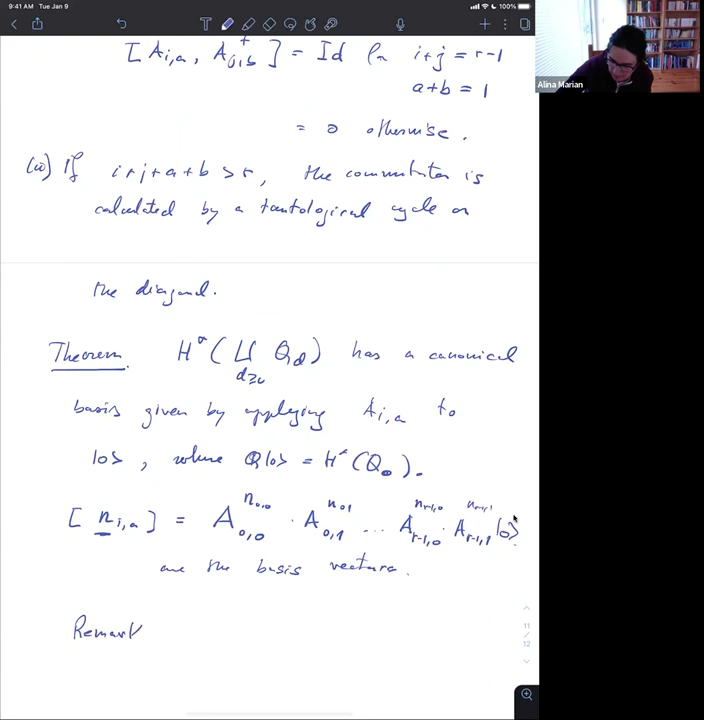 9:41 AM Tue Jan 9
100%
[ A_{i,a} , A^+_{j,b} ] = Id for i+j = r-1
a+b = 1
= 0 otherwise.
(iii) If i+j+a+b > r, the commutator is
calculated by a tautological cycle on
the diagonal.
Theorem. H^*( ⊔_{d≥0} Q_d ) has a canonical
basis given by applying A_{i,a} to
|0>, where Q|0> = H^*(Q_0).
[ n_{i,a} ] = A_{0,0}^{n_{0,0}} · A_{0,1}^{n_{0,1}} ... A_{r-1,0}^{n_{r-1,0}} · A_{r-1,1}^{n_{r-1,1}} |0>
are the basis vectors.
Remark
11
/
12
Alina Marian